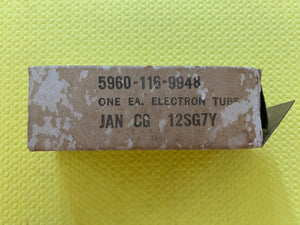 5960-116-9948
ONE EA. ELECTRON TUBE
JAN CG 12SG7Y